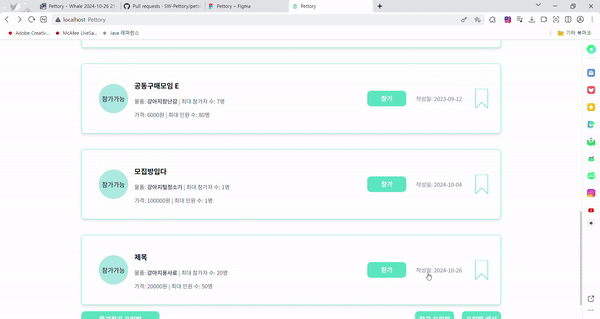 Pettory - Whale 2024-10-26 21
Pull requests · SW-Pettory/petto
Pettory – Figma
Pettory
localhost Pettory
Adobe Creativ...
McAfee LiveSa...
Java 레퍼런스
기타 북마크
참가가능
공동구매모임 E
물품: 강아지장난감 | 최대 참가자 수: 7명
가격: 6000원 | 최대 인원 수: 80명
참가
작성일: 2023-09-12
참가가능
모집방입다
물품: 강아지털청소기 | 최대 참가자 수: 1명
가격: 100000원 | 최대 인원 수: 1명
참가
작성일: 2024-10-04
참가가능
제목
물품: 강아지용사료 | 최대 참가자 수: 20명
가격: 20000원 | 최대 인원 수: 50명
참가
작성일: 2024-10-26